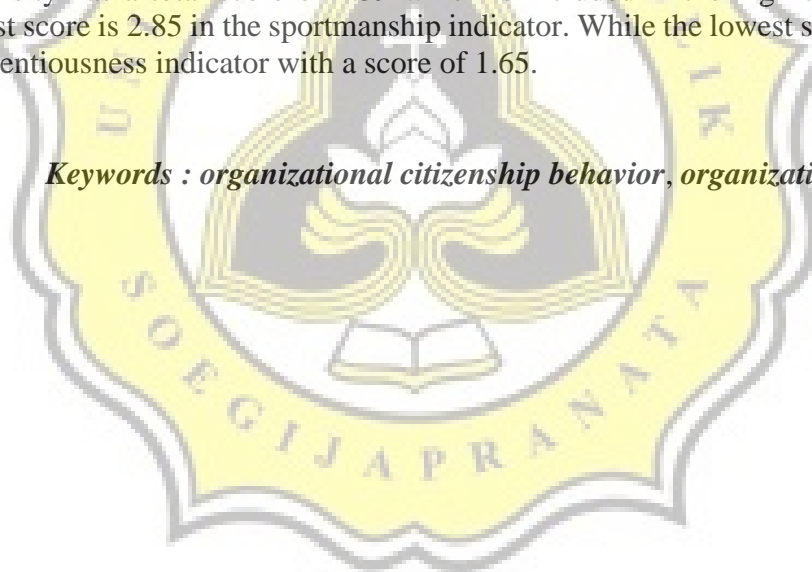 st score is 2.85 in the sportmanship indicator. While the lowest s
entiousness indicator with a score of 1.65.
Keywords : organizational citizenship behavior, organizati
SOEGIJAPRANATA